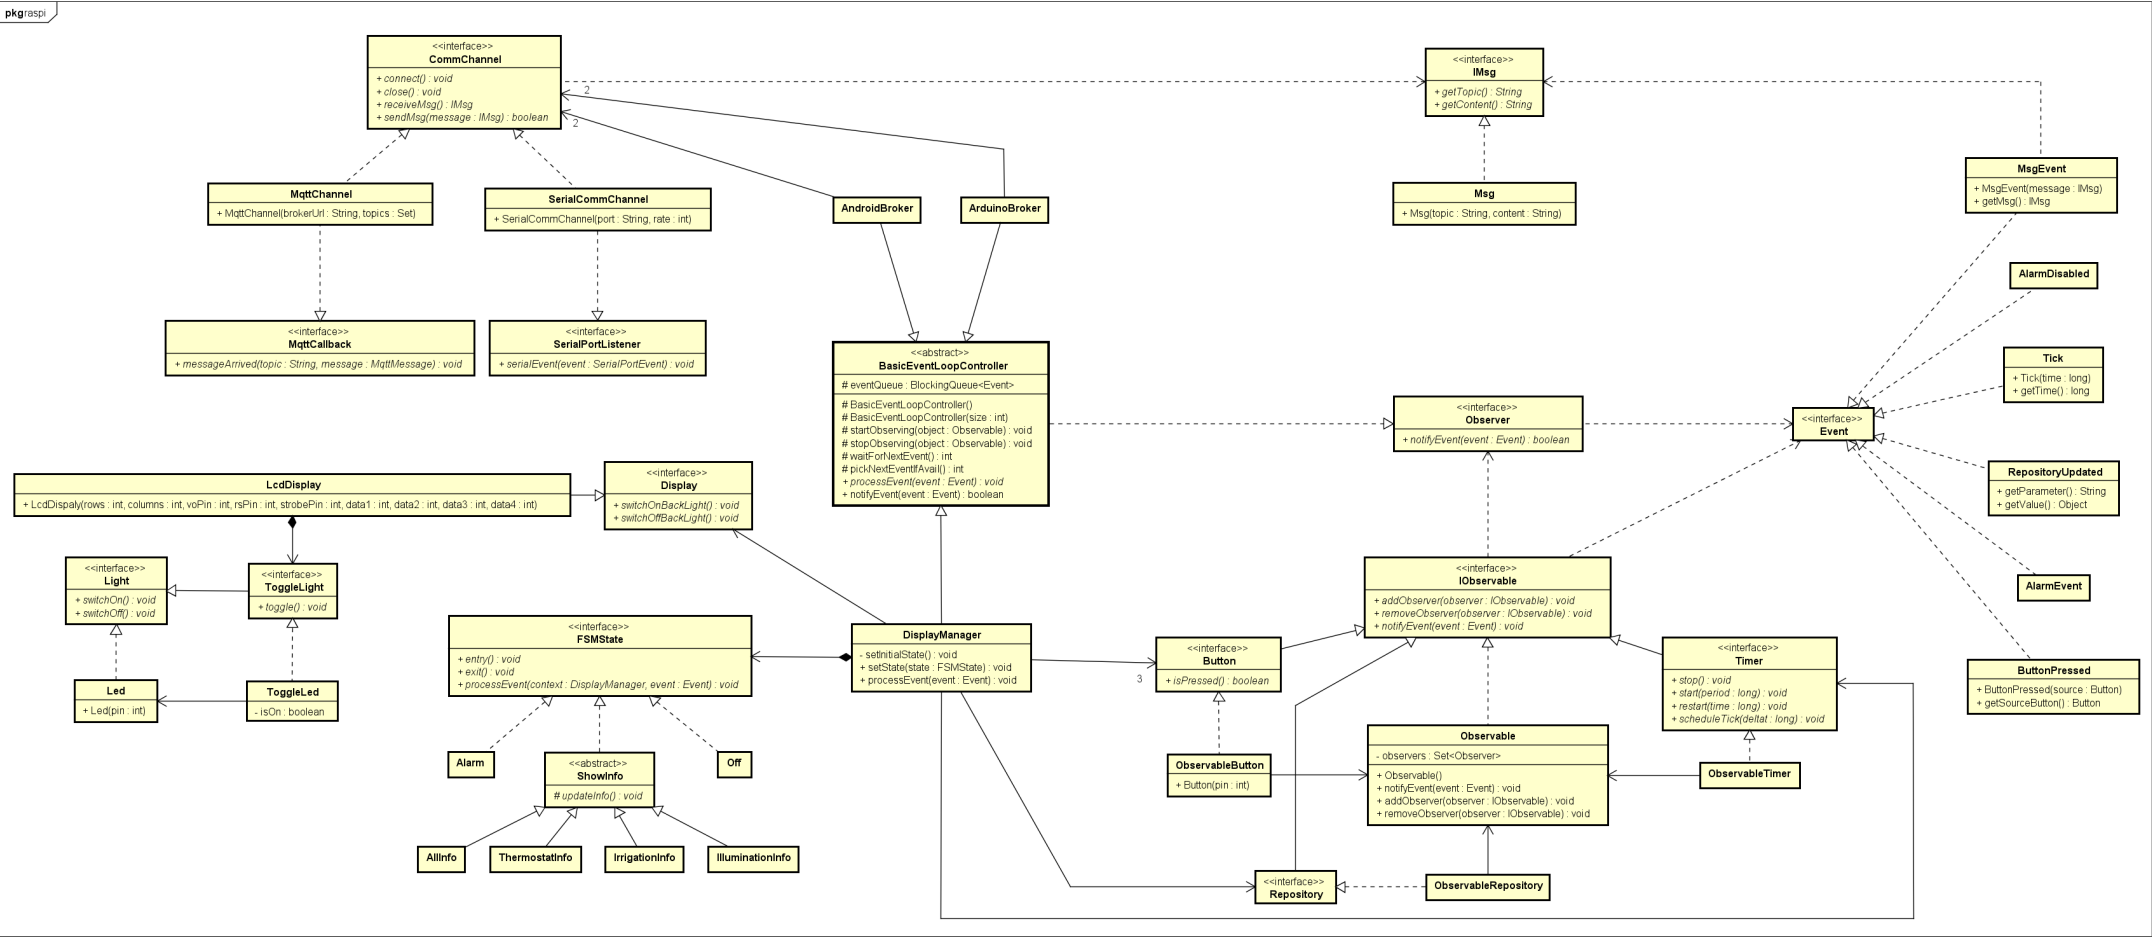 pkg raspi
<<interface>>
CommChannel
+ connect() : void
+ close() : void
+ receiveMsg() : IMsg
+ sendMsg(message : IMsg) : boolean
2
2
<<interface>>
IMsg
+ getTopic() : String
+ getContent() : String
MqttChannel
+ MqttChannel(brokerUrl : String, topics : Set)
SerialCommChannel
+ SerialCommChannel(port : String, rate : int)
AndroidBroker
ArduinoBroker
Msg
+ Msg(topic : String, content : String)
MsgEvent
+ MsgEvent(message : IMsg)
+ getMsg() : IMsg
AlarmDisabled
<<interface>>
MqttCallback
+ messageArrived(topic : String, message : MqttMessage) : void
<<interface>>
SerialPortListener
+ serialEvent(event : SerialPortEvent) : void
<<abstract>>
BasicEventLoopController
# eventQueue : BlockingQueue<Event>
# BasicEventLoopController()
# BasicEventLoopController(size : int)
# startObserving(object : Observable) : void
# stopObserving(object : Observable) : void
# waitForNextEvent() : int
# pickNextEventIfAvail() : int
# processEvent(event : Event) : void
+ notifyEvent(event : Event) : boolean
<<interface>>
Observer
+ notifyEvent(event : Event) : boolean
<<interface>>
Event
Tick
+ Tick(time : long)
+ getTime() : long
RepositoryUpdated
+ getParameter() : String
+ getValue() : Object
LcdDisplay
+ LcdDispaly(rows : int, columns : int, voPin : int, rsPin : int, strobePin : int, data1 : int, data2 : int, data3 : int, data4 : int)
<<interface>>
Display
+ switchOnBackLight() : void
+ switchOffBackLight() : void
<<interface>>
Light
+ switchOn() : void
+ switchOff() : void
<<interface>>
ToggleLight
+ toggle() : void
<<interface>>
IObservable
+ addObserver(observer : IObservable) : void
+ removeObserver(observer : IObservable) : void
+ notifyEvent(event : Event) : void
AlarmEvent
<<interface>>
FSMState
+ entry() : void
+ exit() : void
+ processEvent(context : DisplayManager, event : Event) : void
DisplayManager
- setInitialState() : void
+ setState(state : FSMState) : void
+ processEvent(event : Event) : void
3
<<interface>>
Button
+ isPressed() : boolean
<<interface>>
Timer
+ stop() : void
+ start(period : long) : void
+ restart(time : long) : void
+ scheduleTick(deltat : long) : void
ButtonPressed
+ ButtonPressed(source : Button)
+ getSourceButton() : Button
Led
+ Led(pin : int)
ToggleLed
- isOn : boolean
Alarm
<<abstract>>
ShowInfo
# updateInfo() : void
Off
ObservableButton
+ Button(pin : int)
Observable
- observers : Set<Observer>
+ Observable()
+ notifyEvent(event : Event) : void
+ addObserver(observer : IObservable) : void
+ removeObserver(observer : IObservable) : void
ObservableTimer
AllInfo
ThermostatInfo
IrrigationInfo
IlluminationInfo
<<interface>>
Repository
ObservableRepository